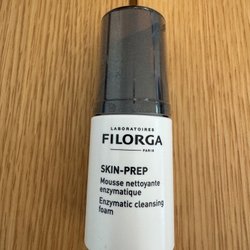 LABORATOIRES
FILORGA
PARIS
SKIN-PREP
Mousse nettoyante
enzymatique
Enzymatic cleansing
foam